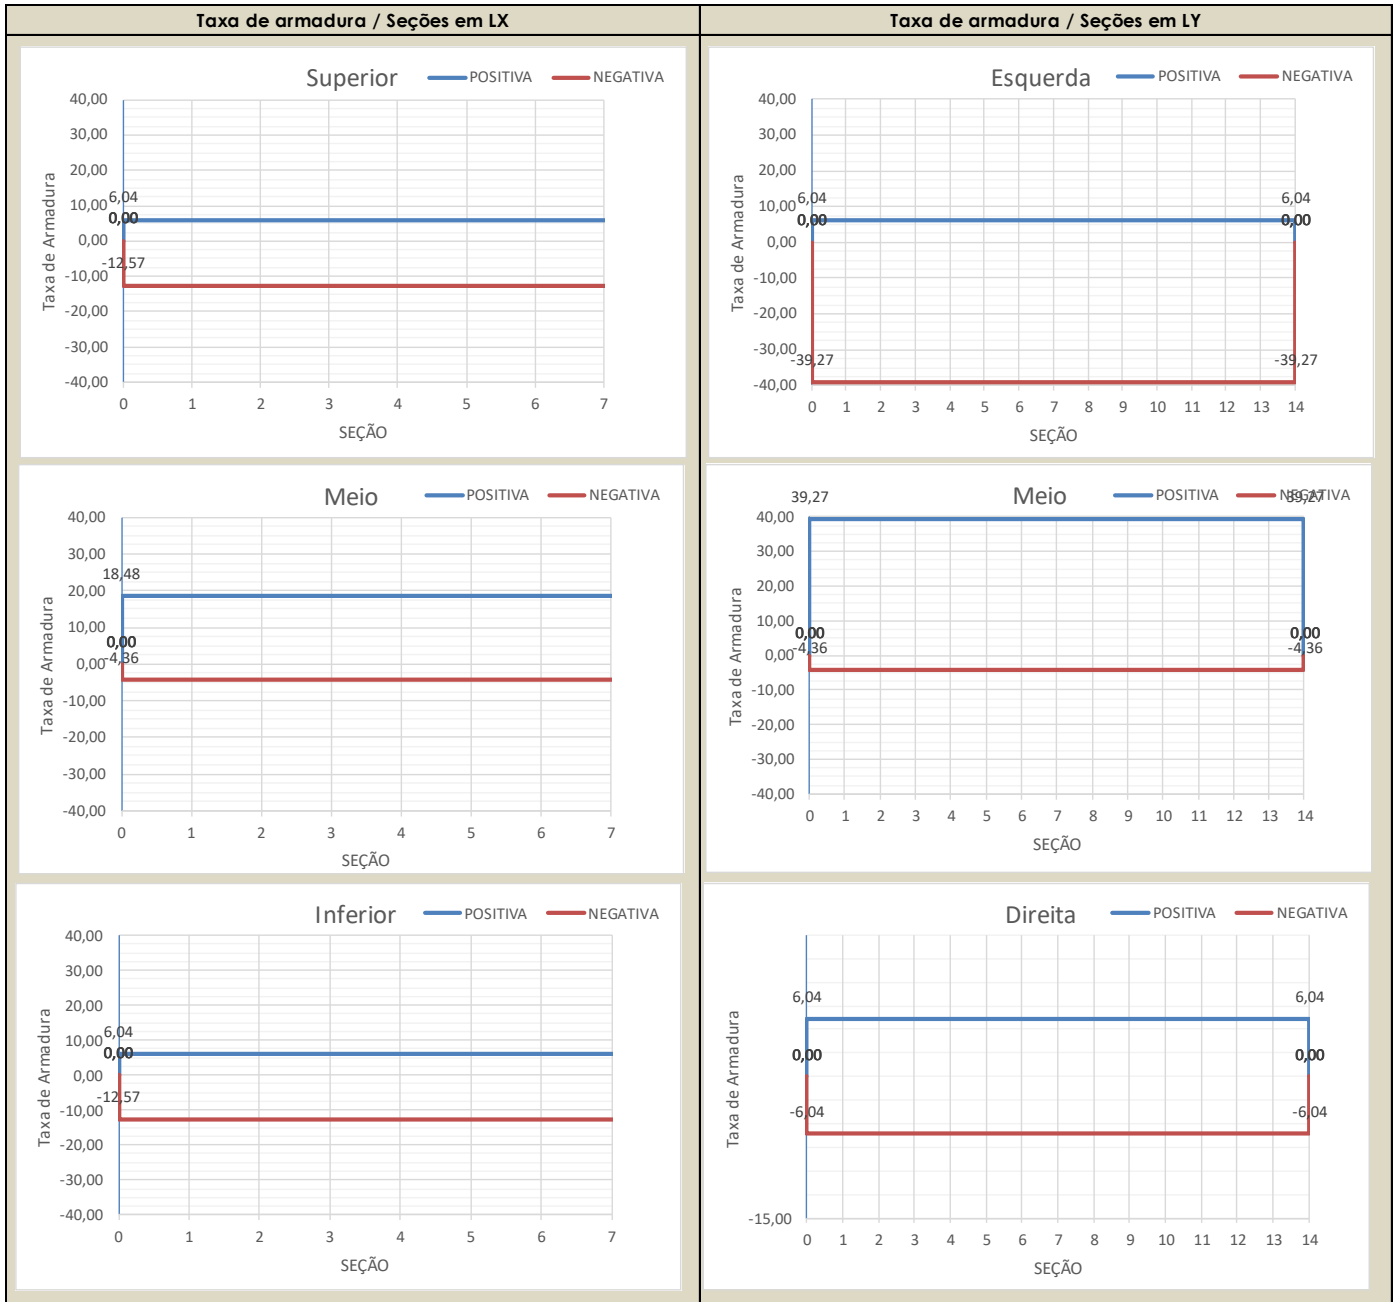 Taxa de armadura / Seções em LX
Taxa de armadura / Seções em LY
Superior
POSITIVA
NEGATIVA
Taxa de Armadura
40,00
30,00
20,00
10,00
0,00
-10,00
-20,00
-30,00
-40,00
6,04
0,00
-12,57
0 1 2 3 4 5 6 7
SEÇÃO
Esquerda
POSITIVA
NEGATIVA
Taxa de Armadura
40,00
30,00
20,00
10,00
0,00
-10,00
-20,00
-30,00
-40,00
6,04 6,04
0,00 0,00
-39,27 -39,27
0 1 2 3 4 5 6 7 8 9 10 11 12 13 14
SEÇÃO
Meio
POSITIVA
NEGATIVA
Taxa de Armadura
40,00
30,00
20,00
10,00
0,00
-10,00
-20,00
-30,00
-40,00
18,48
0,00
-4,36
0 1 2 3 4 5 6 7
SEÇÃO
Meio
POSITIVA
NEGATIVA
Taxa de Armadura
39,27 39,27
40,00
30,00
20,00
10,00
0,00
-10,00
-20,00
-30,00
-40,00
0,00 0,00
-4,36 -4,36
0 1 2 3 4 5 6 7 8 9 10 11 12 13 14
SEÇÃO
Inferior
POSITIVA
NEGATIVA
Taxa de Armadura
40,00
30,00
20,00
10,00
0,00
-10,00
-20,00
-30,00
-40,00
6,04
0,00
-12,57
0 1 2 3 4 5 6 7
SEÇÃO
Direita
POSITIVA
NEGATIVA
Taxa de Armadura
6,04 6,04
0,00 0,00
-6,04 -6,04
-15,00
0 1 2 3 4 5 6 7 8 9 10 11 12 13 14
SEÇÃO